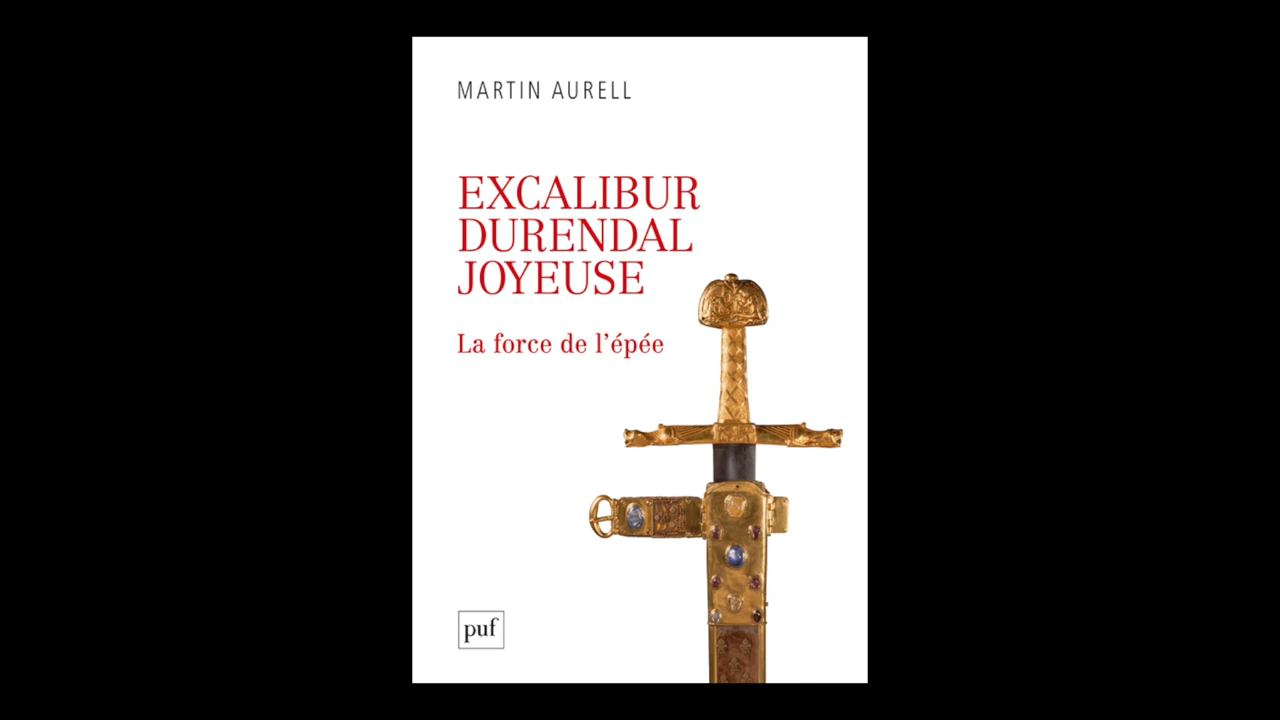 MARTIN AURELL
EXCALIBUR
DURENDAL
JOYEUSE
La force de l’épée
puf